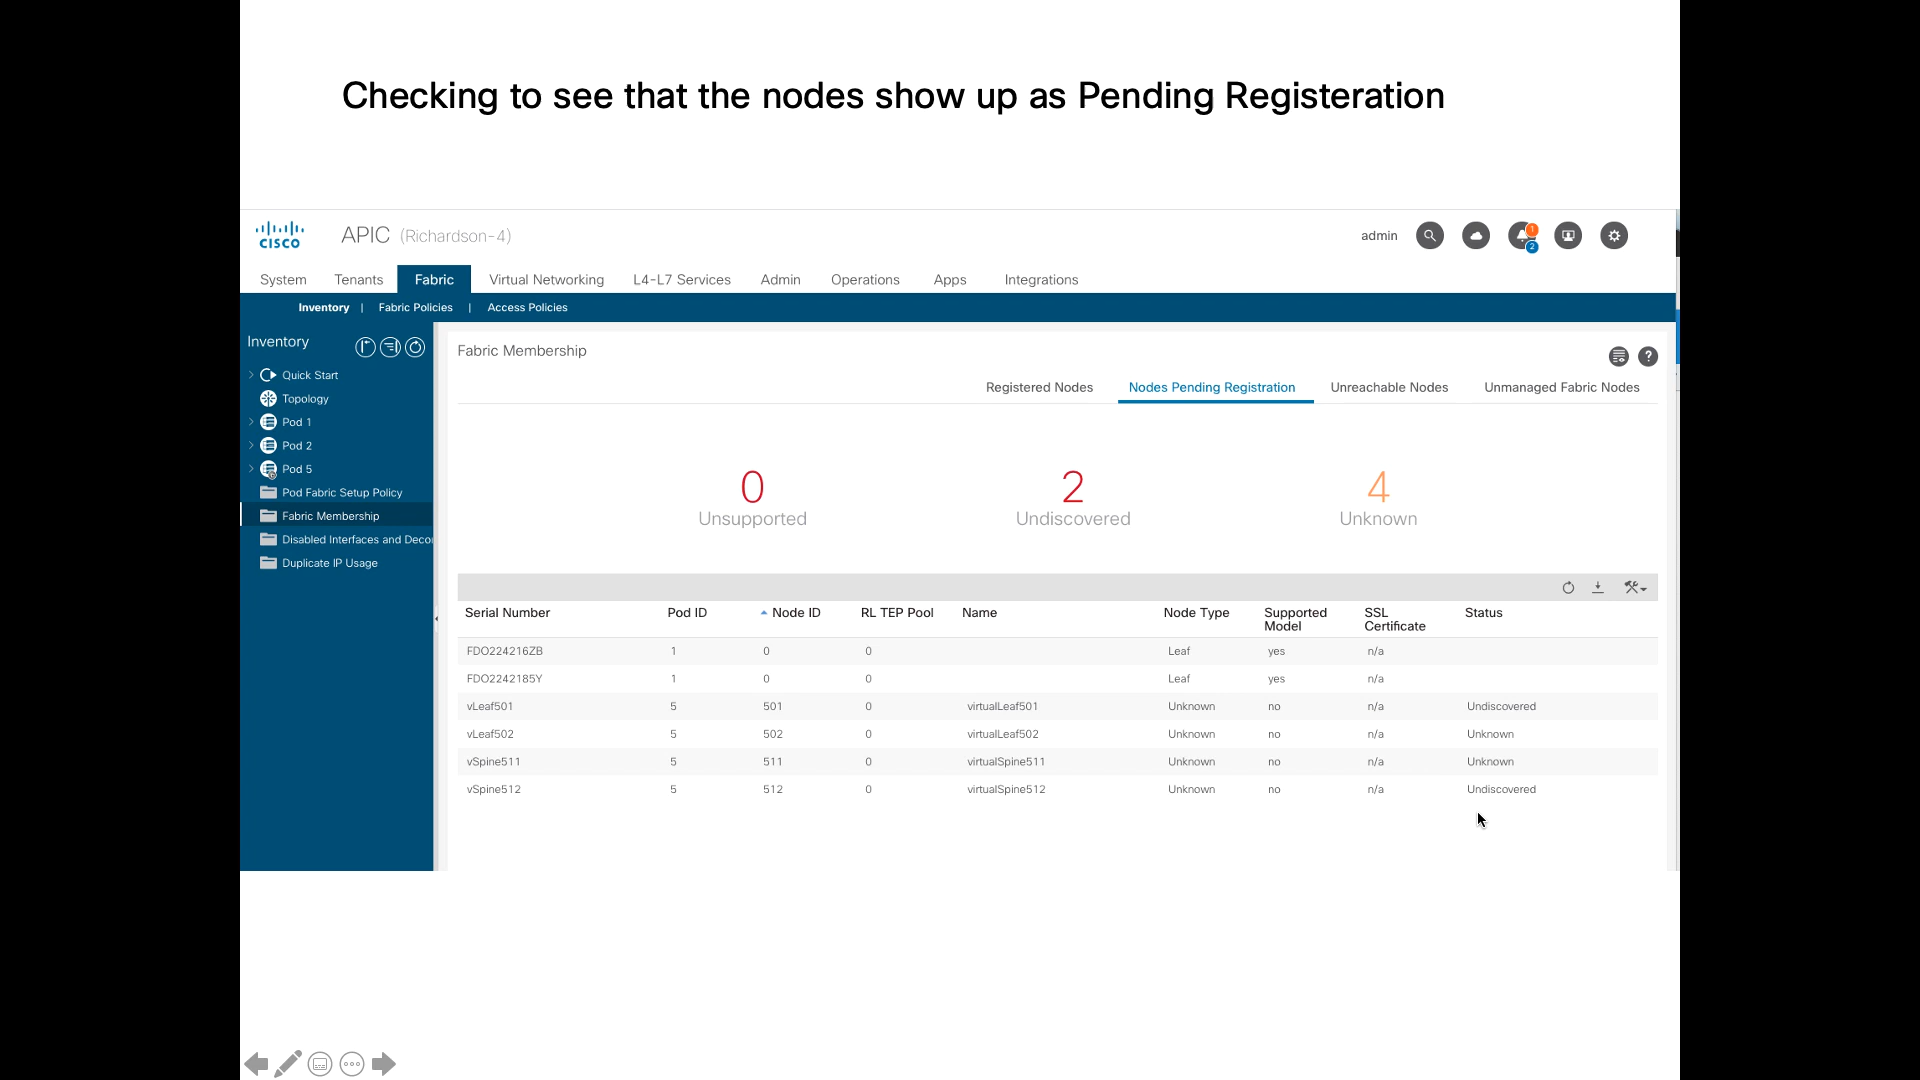 Checking to see that the nodes show up as Pending Registeration
CISCO APIC (Richardson-4) admin 1 2
System Tenants Fabric Virtual Networking L4-L7 Services Admin Operations Apps Integrations
Inventory | Fabric Policies | Access Policies
Inventory
Quick Start
Topology
Pod 1
Pod 2
Pod 5
Pod Fabric Setup Policy
Fabric Membership
Disabled Interfaces and Decor
Duplicate IP Usage
Fabric Membership
Registered Nodes Nodes Pending Registration Unreachable Nodes Unmanaged Fabric Nodes
0 2 4
Unsupported Undiscovered Unknown
Serial Number Pod ID Node ID RL TEP Pool Name Node Type Supported Model SSL Certificate Status
FDO224216ZB 1 0 0 Leaf yes n/a
FDO2242185Y 1 0 0 Leaf yes n/a
vLeaf501 5 501 0 virtualLeaf501 Unknown no n/a Undiscovered
vLeaf502 5 502 0 virtualLeaf502 Unknown no n/a Unknown
vSpine511 5 511 0 virtualSpine511 Unknown no n/a Unknown
vSpine512 5 512 0 virtualSpine512 Unknown no n/a Undiscovered